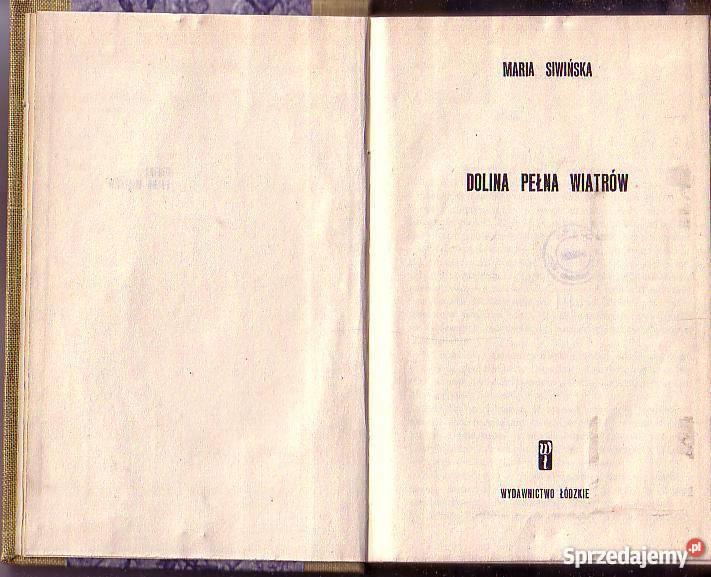 MARIA SIWIŃSKA
DOLINA PEŁNA WIATRÓW
WYDAWNICTWO ŁÓDZKIE
Sprzedajemy.pl